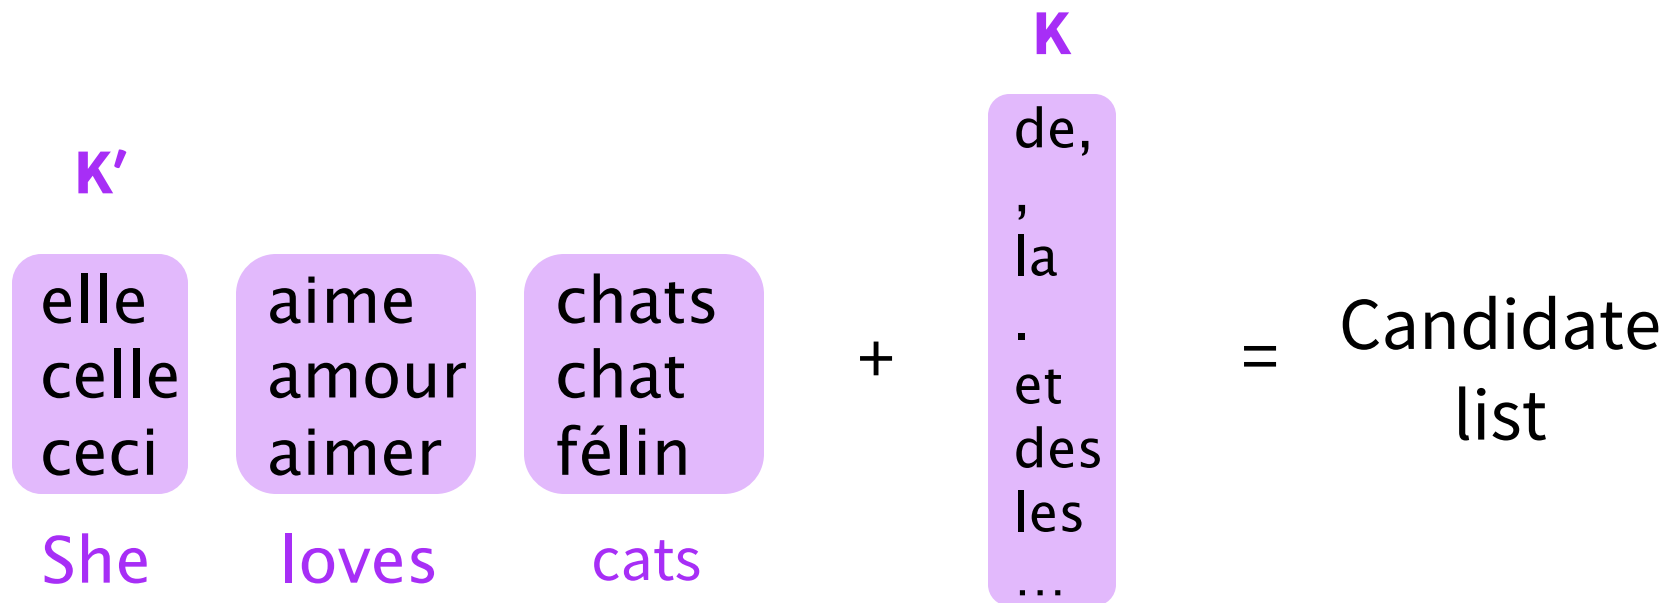 K′
elle
celle
ceci
She
aime
amour
aimer
loves
chats
chat
félin
cats
+
K
de,
,
la
.
et
des
les
…
=
Candidate
list